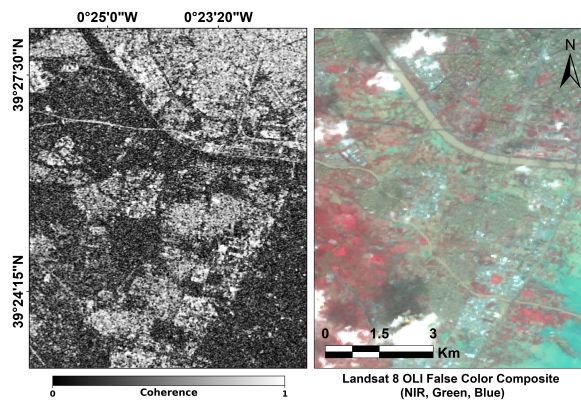 0°25'0"W 0°23'20"W
39°27'30"N
39°24'15"N
N
0 1.5 3
Km
0 Coherence 1
Landsat 8 OLI False Color Composite
(NIR, Green, Blue)